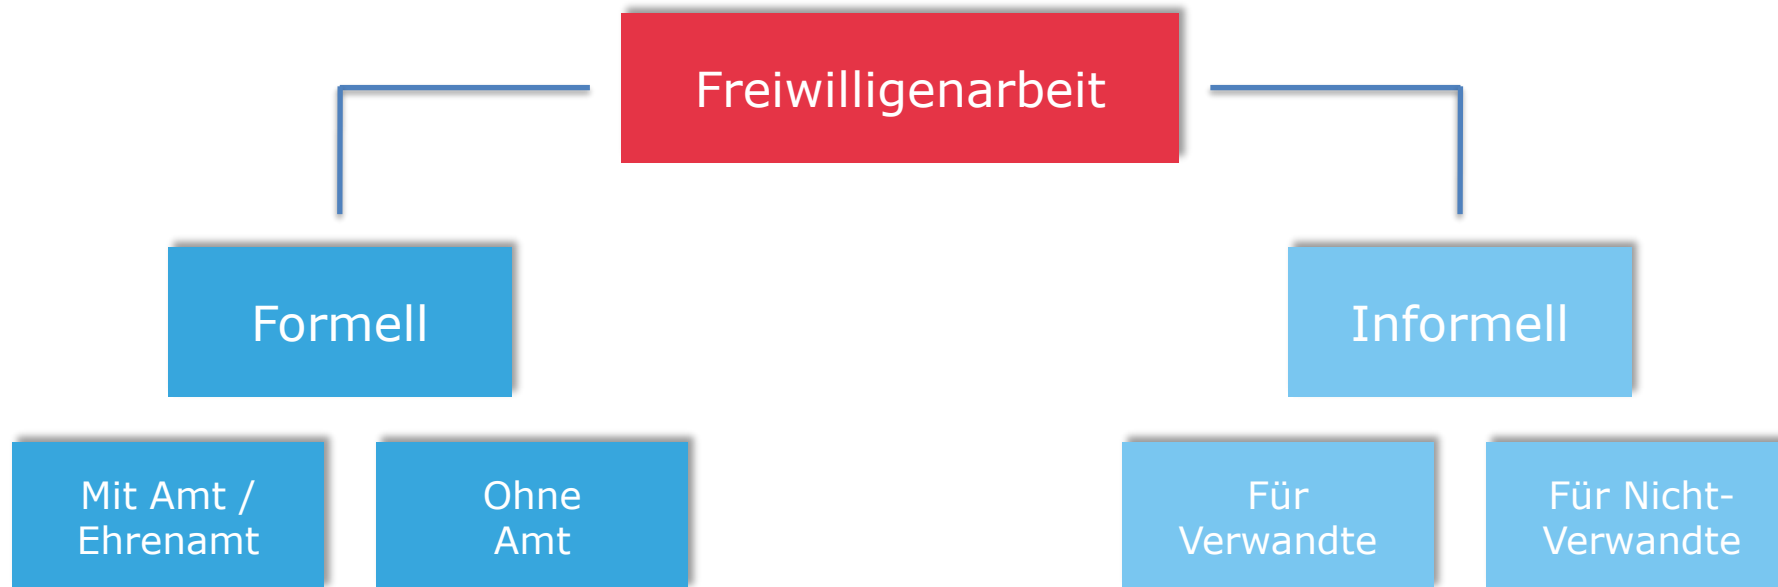 Freiwilligenarbeit
Formell
Informell
Mit Amt /
Ehrenamt
Ohne
Amt
Für
Verwandte
Für Nicht-
Verwandte